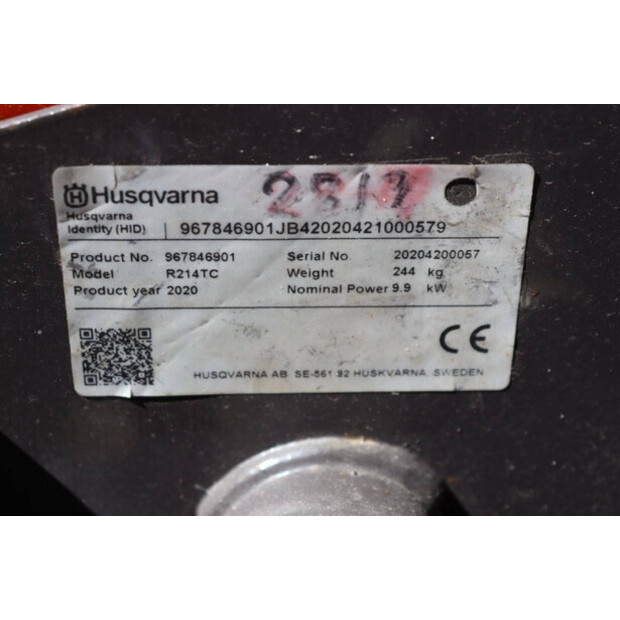 Husqvarna
2817
Husqvarna
Identity (HID) 967846901JB42020421000579
Product No. 967846901 Serial No. 20204200057
Model R214TC Weight 244 kg
Product year 2020 Nominal Power 9.9 kW
CE
HUSQVARNA AB, SE-561 82 HUSKVARNA, SWEDEN